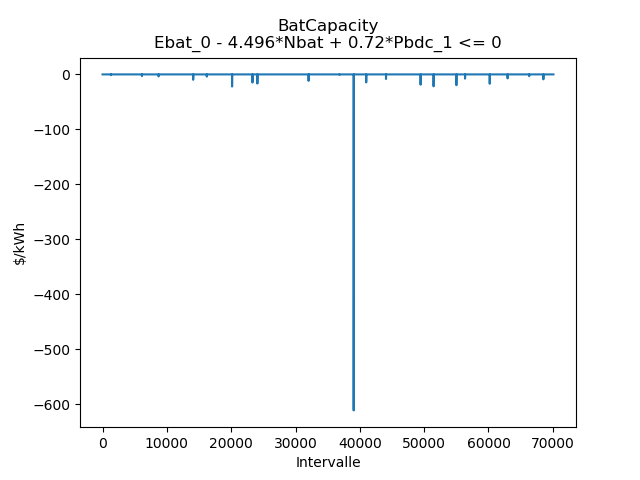 BatCapacity
Ebat_0 - 4.496*Nbat + 0.72*Pbdc_1 <= 0
0
−100
−200
−300
−400
−500
−600
$/kWh
0 10000 20000 30000 40000 50000 60000 70000
Intervalle